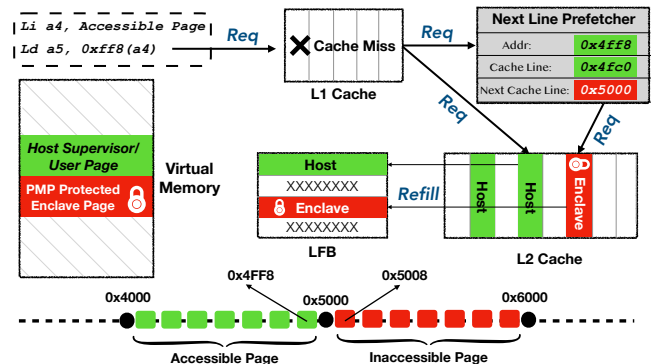 Li a4, Accessible Page
Ld a5, 0xff8(a4)
Req
Cache Miss
L1 Cache
Req
Req
Next Line Prefetcher
Addr: 0x4ff8
Cache Line: 0x4fc0
Next Cache Line: 0x5000
Req
Host Supervisor/
User Page
PMP Protected
Enclave Page
Virtual
Memory
Host
XXXXXXXX
Enclave
XXXXXXXX
LFB
Refill
Host
Host
Enclave
L2 Cache
0x4FF8
0x5008
0x4000
0x5000
0x6000
Accessible Page
Inaccessible Page